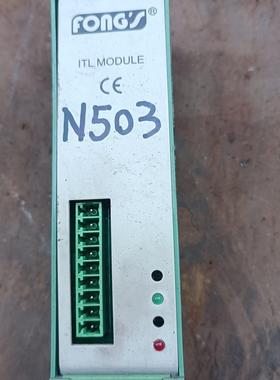 FONG'S®
ITL MODULE
CE
N503